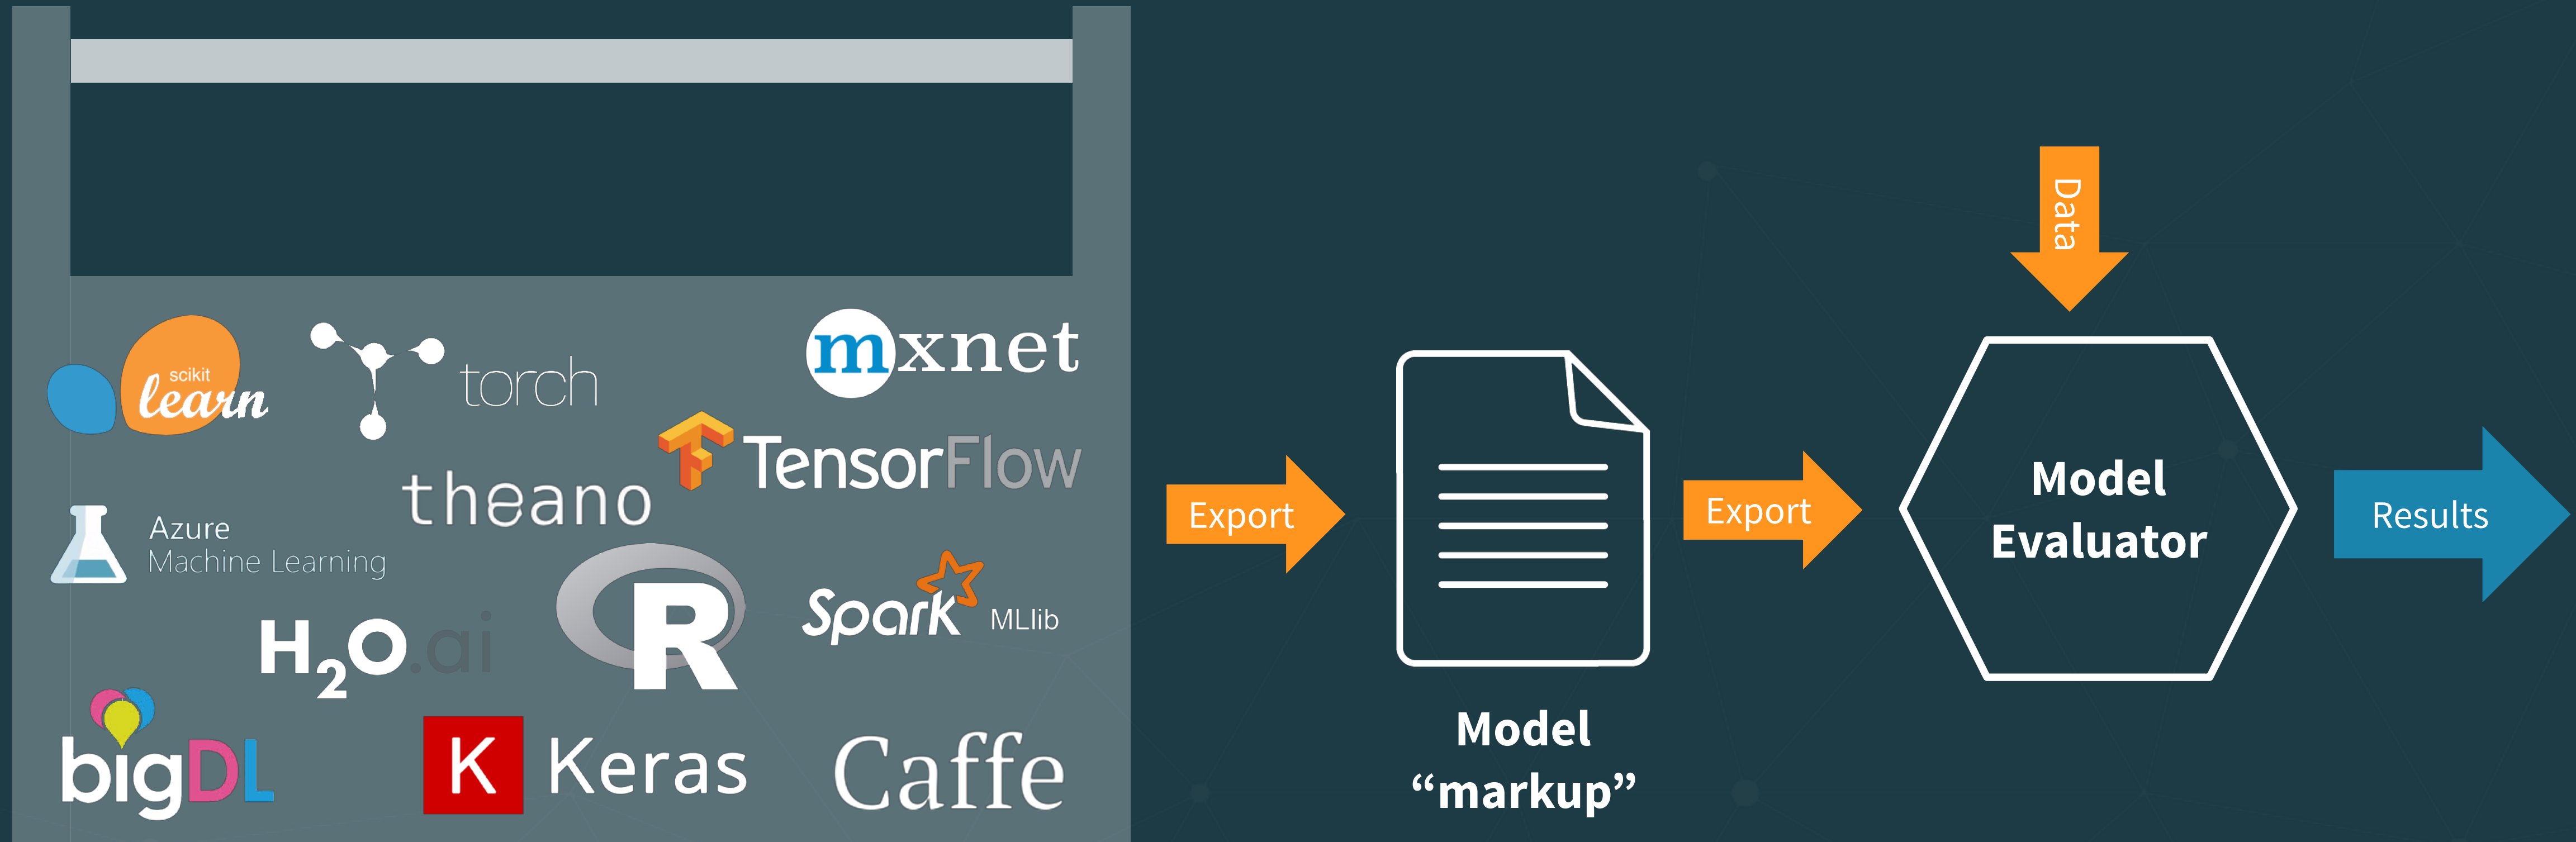 scikit
learn
torch
mxnet
TensorFlow
theano
Azure
Machine Learning
H2O.ai
R
Spark MLlib
bigDL
K Keras
Caffe
Export
Model
“markup”
Export
Data
Model
Evaluator
Results